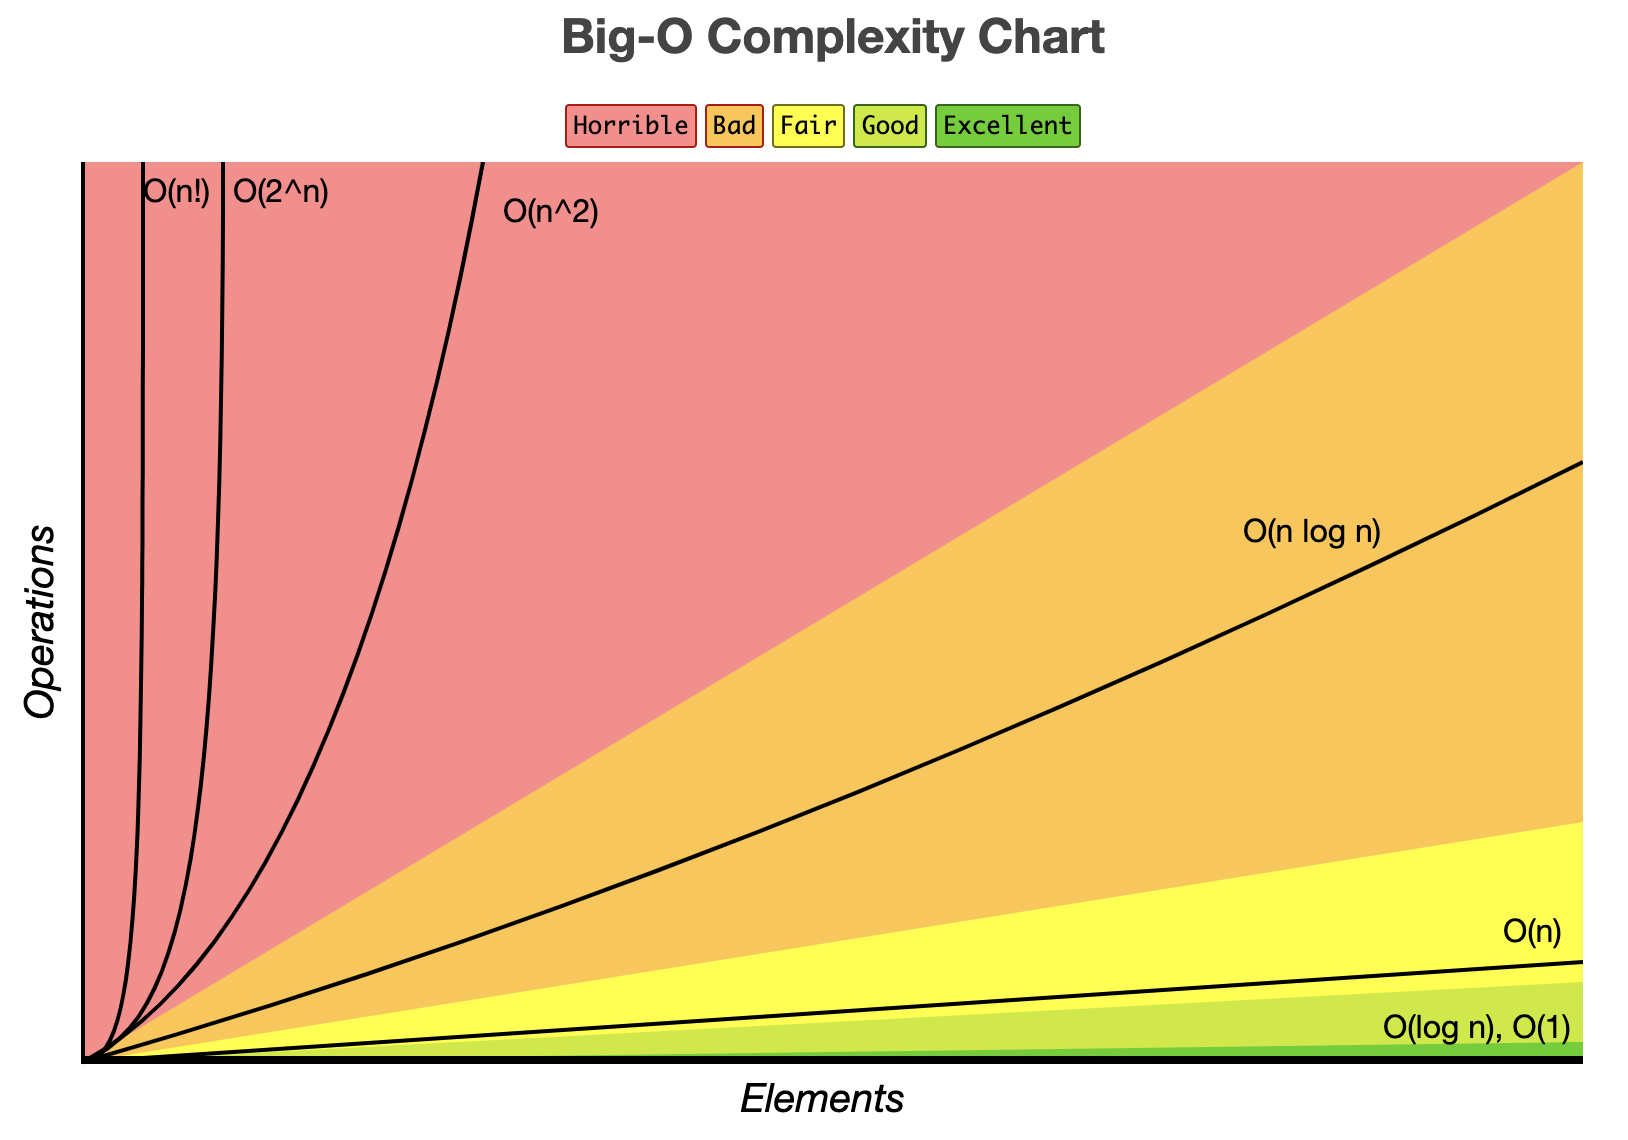 Big-O Complexity Chart
Horrible Bad Fair Good Excellent
O(n!) O(2^n)
O(n^2)
O(n log n)
O(n)
O(log n), O(1)
Operations
Elements